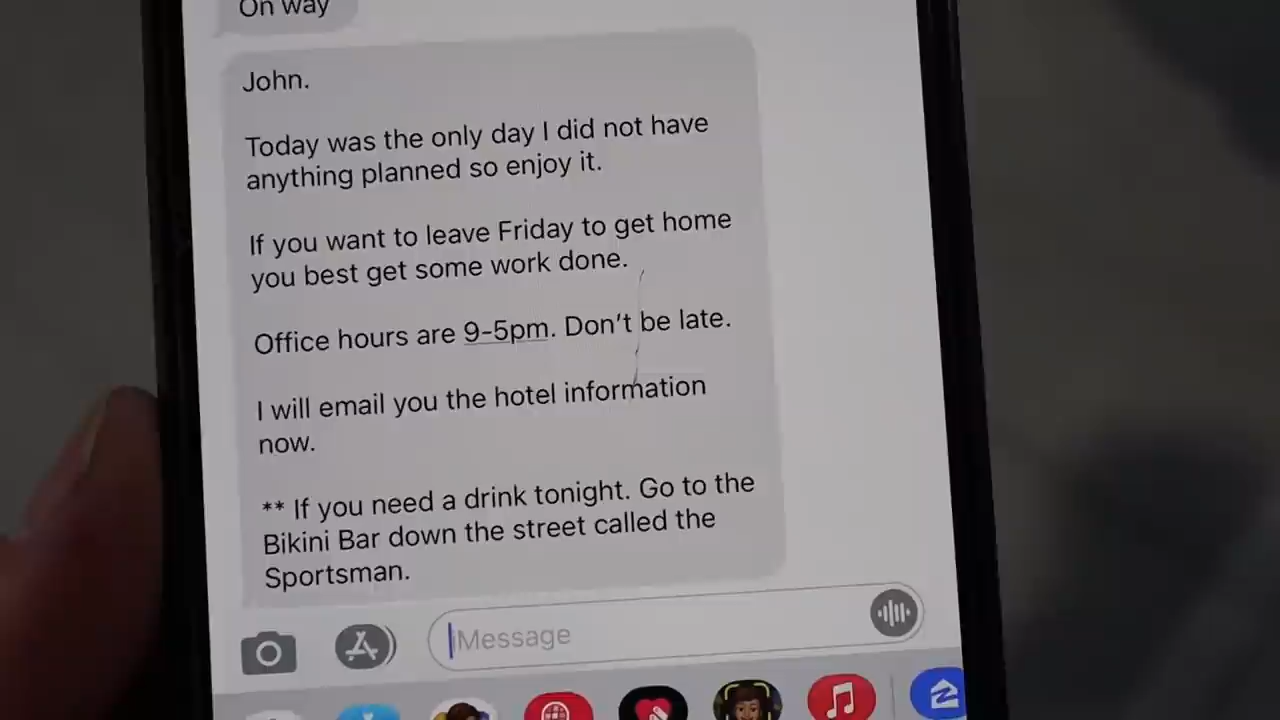 On way
John.
Today was the only day I did not have
anything planned so enjoy it.
If you want to leave Friday to get home
you best get some work done.
Office hours are 9-5pm. Don't be late.
I will email you the hotel information
now.
** If you need a drink tonight. Go to the
Bikini Bar down the street called the
Sportsman.
iMessage